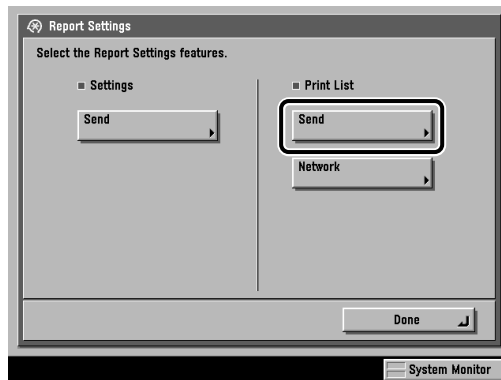 Report Settings
Select the Report Settings features.
Settings
Send
Print List
Send
Network
Done
System Monitor